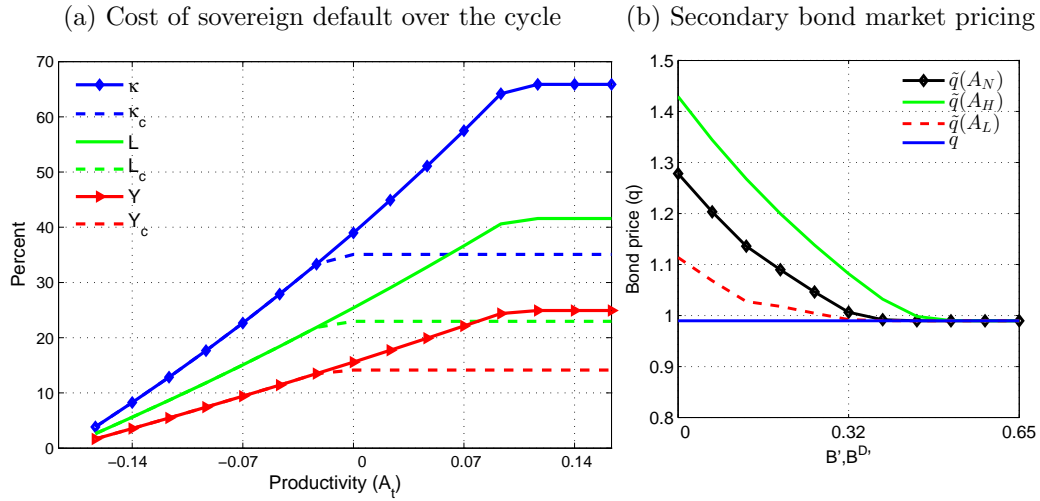 (a) Cost of sovereign default over the cycle
70
60
50
40
30
20
10
0
Percent
κ
κc
L
Lc
Y
Yc
−0.14
−0.07
0
0.07
0.14
Productivity (At)
(b) Secondary bond market pricing
1.5
1.4
1.3
1.2
1.1
1
0.9
0.8
Bond price (q)
q̃(AN)
q̃(AH)
q̃(AL)
q
0
0.32
0.65
B',BD'